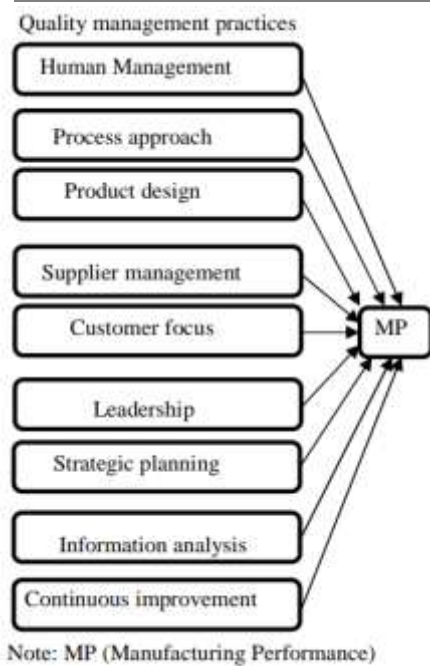 Quality management practices
Human Management
Process approach
Product design
Supplier management
Customer focus
MP
Leadership
Strategic planning
Information analysis
Continuous improvement
Note: MP (Manufacturing Performance)